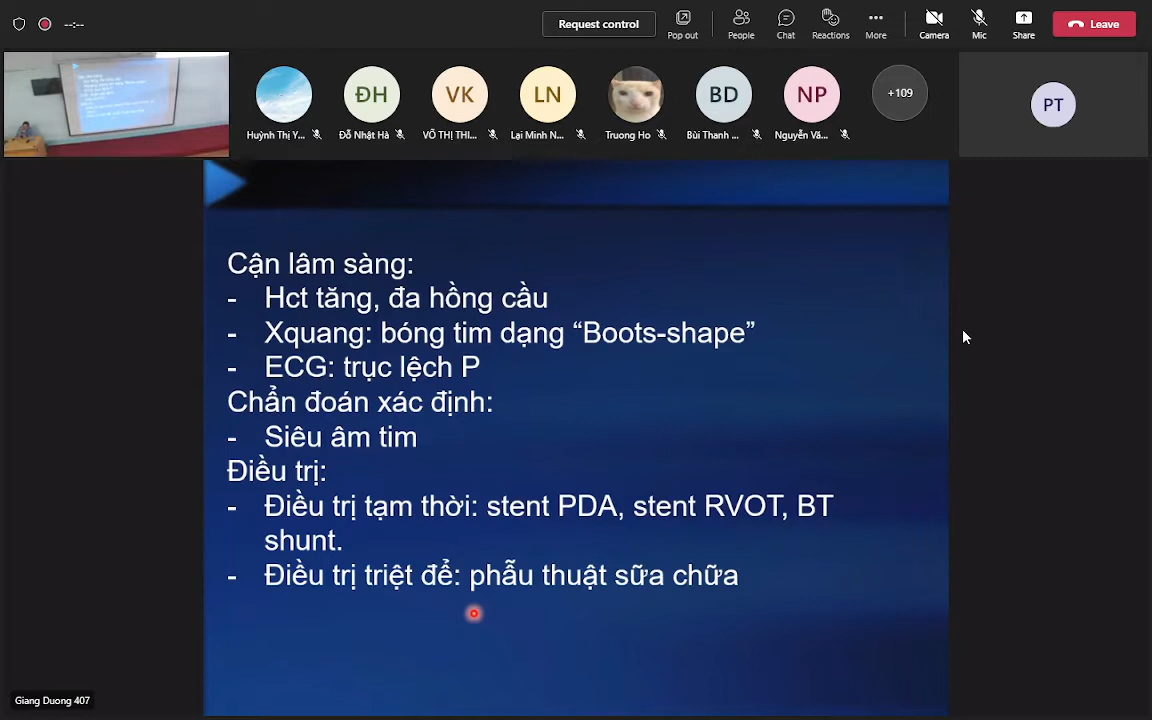 --:--
Request control
Pop out
People
Chat
Reactions
More
Camera
Mic
Share
Leave
ĐH
VK
LN
BD
NP
+109
PT
Huỳnh Thị Y...
Đỗ Nhật Hà
VÕ THỊ THI...
Lại Minh N...
Truong Ho
Bùi Thanh ...
Nguyễn Vă...
Cận lâm sàng:
- Hct tăng, đa hồng cầu
- Xquang: bóng tim dạng “Boots-shape”
- ECG: trục lệch P
Chẩn đoán xác định:
- Siêu âm tim
Điều trị:
- Điều trị tạm thời: stent PDA, stent RVOT, BT
shunt.
- Điều trị triệt để: phẫu thuật sữa chữa
Giang Duong 407